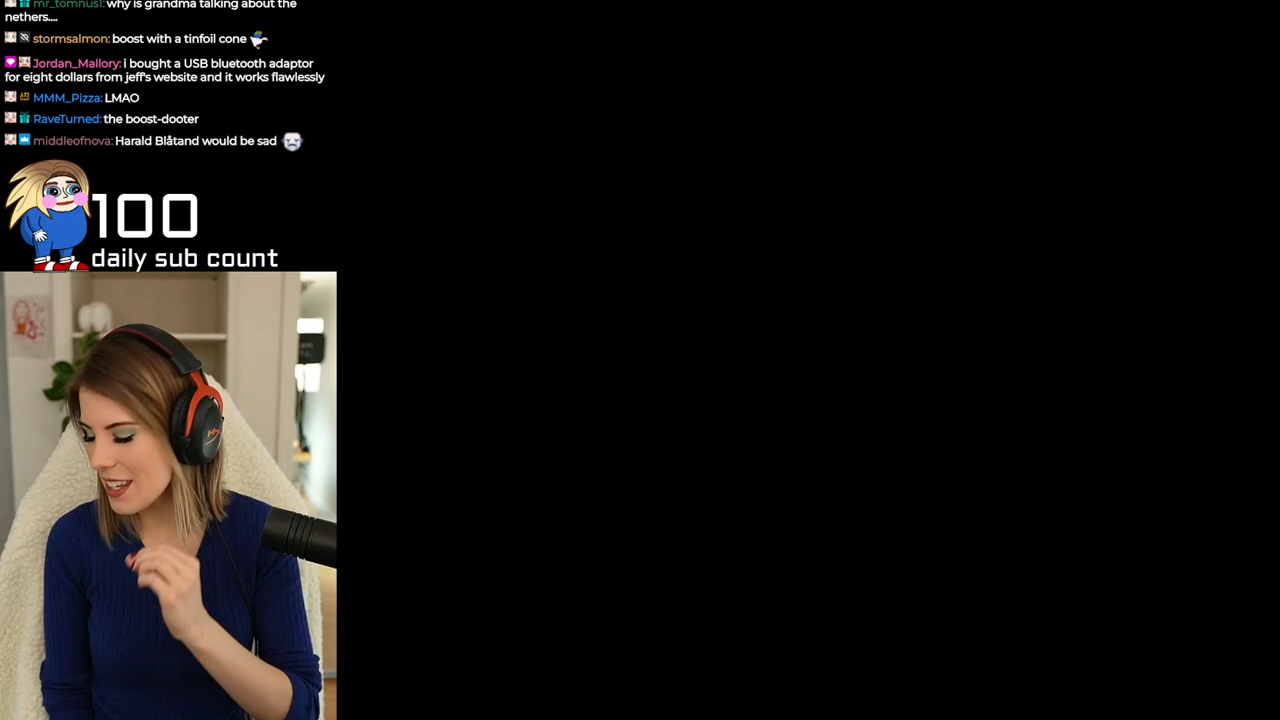 mr_tomnus1: why is grandma talking about the
nethers....
stormsalmon: boost with a tinfoil cone
Jordan_Mallory: i bought a USB bluetooth adaptor
for eight dollars from jeff's website and it works flawlessly
MMM_Pizza: LMAO
RaveTurned: the boost-dooter
middleofnova: Harald Blåtand would be sad
100
daily sub count